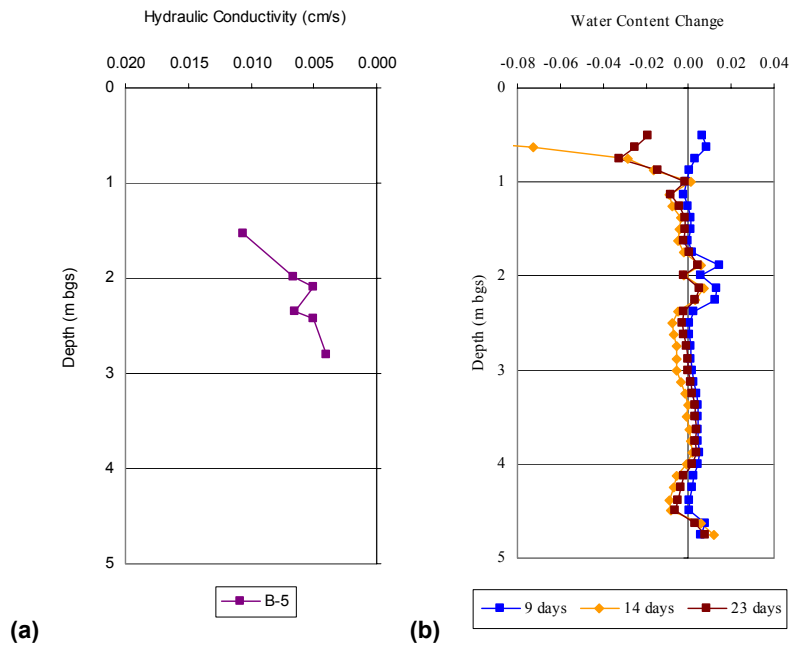 Hydraulic Conductivity (cm/s)
0.020 0.015 0.010 0.005 0.000
0
1
2
3
4
5
Depth (m bgs)
B-5
(a)
Water Content Change
-0.08 -0.06 -0.04 -0.02 0.00 0.02 0.04
0
1
2
3
4
5
Depth (m bgs)
9 days 14 days 23 days
(b)